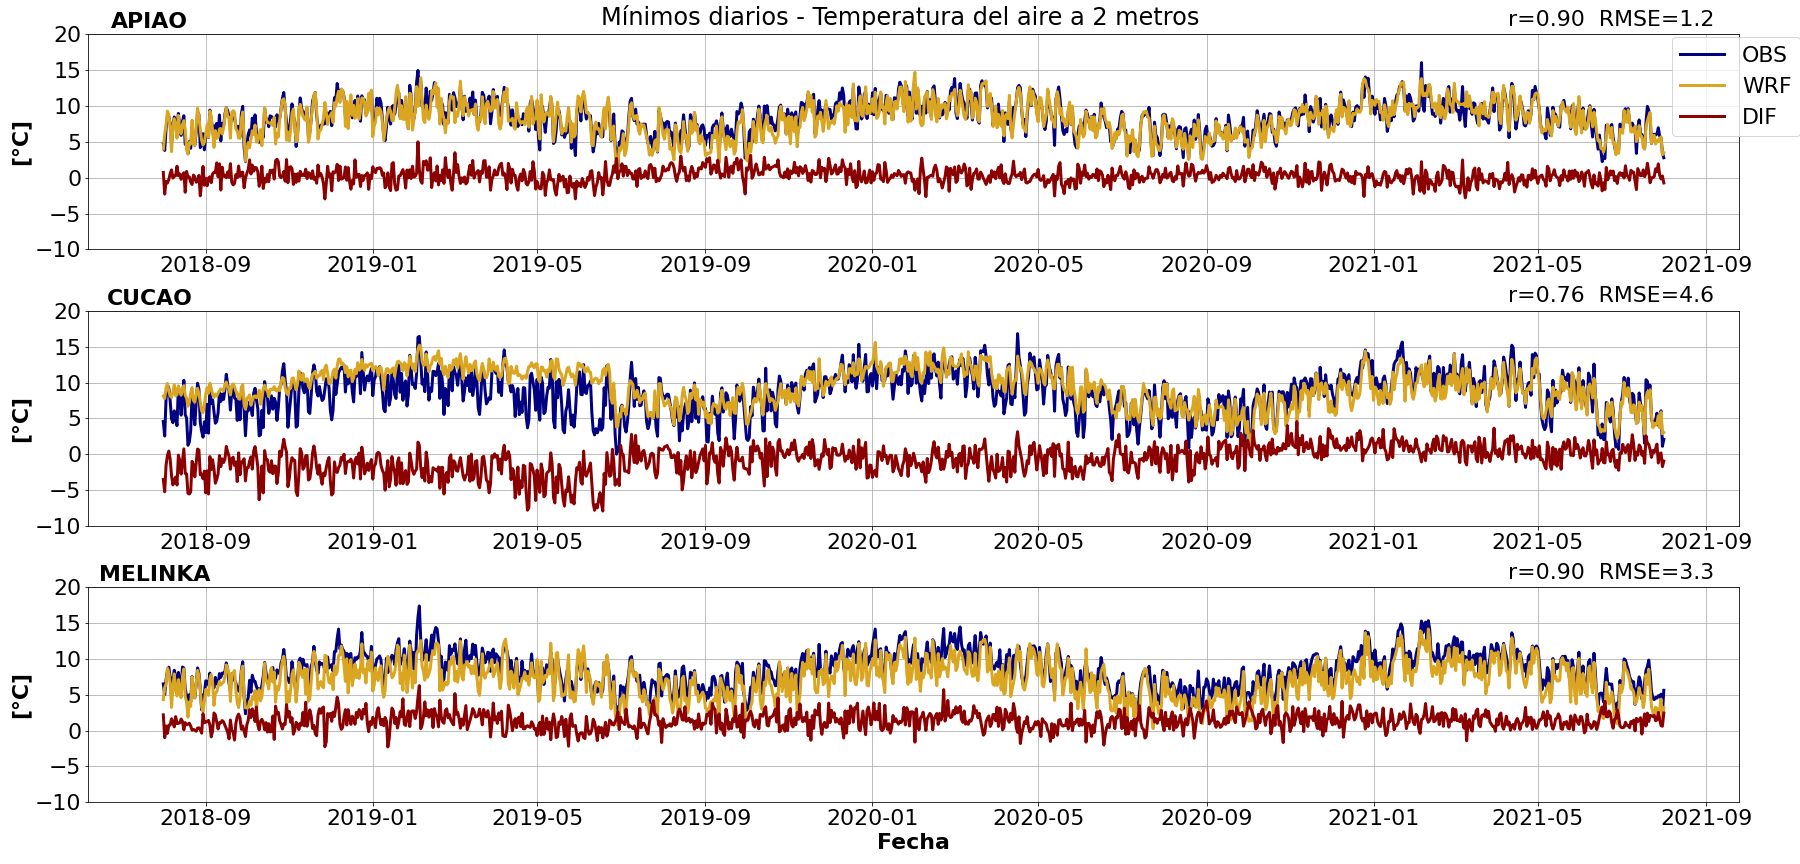 Mínimos diarios - Temperatura del aire a 2 metros
APIAO
r=0.90 RMSE=1.2
OBS
WRF
DIF
20
15
10
5
0
−5
−10
[°C]
2018-09 2019-01 2019-05 2019-09 2020-01 2020-05 2020-09 2021-01 2021-05 2021-09
CUCAO
r=0.76 RMSE=4.6
20
15
10
5
0
−5
−10
[°C]
2018-09 2019-01 2019-05 2019-09 2020-01 2020-05 2020-09 2021-01 2021-05 2021-09
MELINKA
r=0.90 RMSE=3.3
20
15
10
5
0
−5
−10
[°C]
2018-09 2019-01 2019-05 2019-09 2020-01 2020-05 2020-09 2021-01 2021-05 2021-09
Fecha